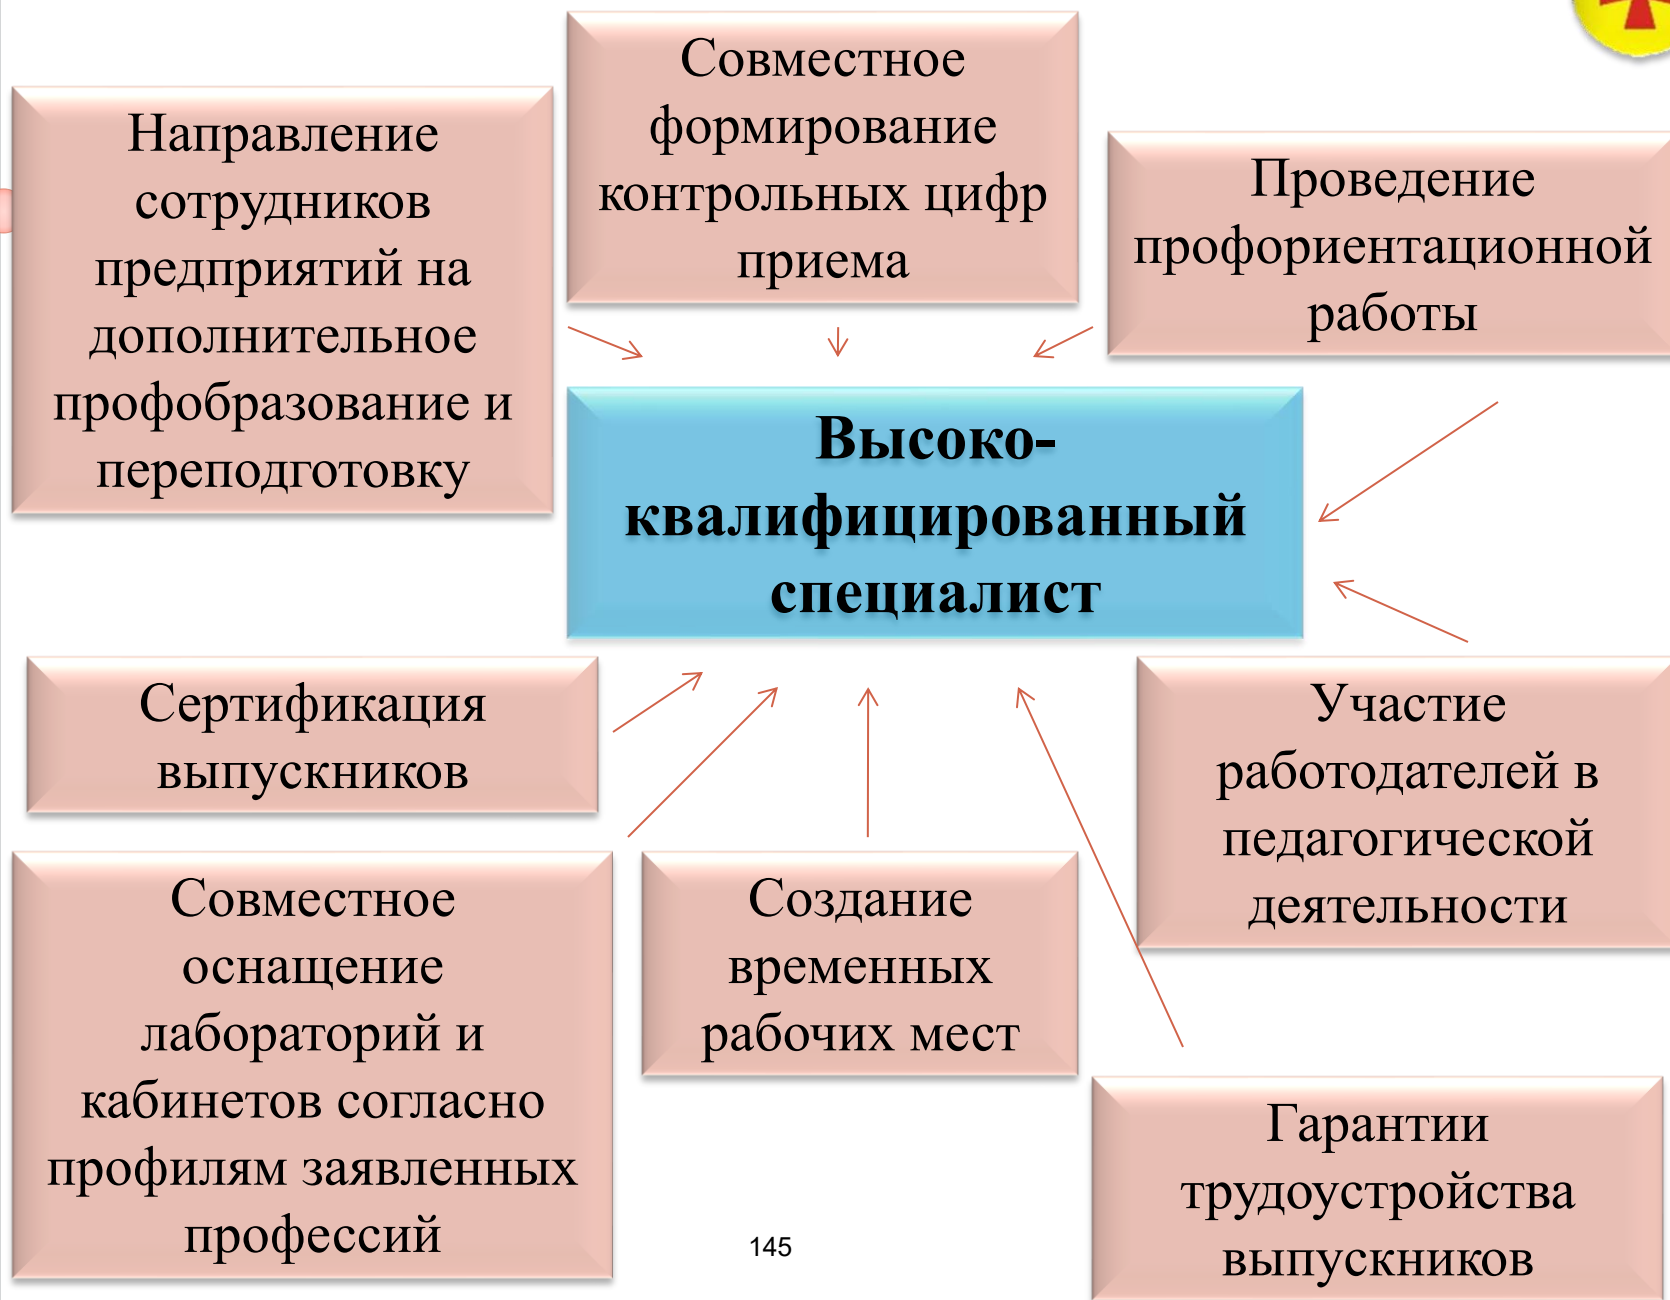 Совместное
формирование
контрольных цифр
приема
Направление
сотрудников
предприятий на
дополнительное
профобразование и
переподготовку
Проведение
профориентационной
работы
Высоко-
квалифицированный
специалист
Сертификация
выпускников
Участие
работодателей в
педагогической
деятельности
Совместное
оснащение
лабораторий и
кабинетов согласно
профилям заявленных
профессий
Создание
временных
рабочих мест
Гарантии
трудоустройства
выпускников
145